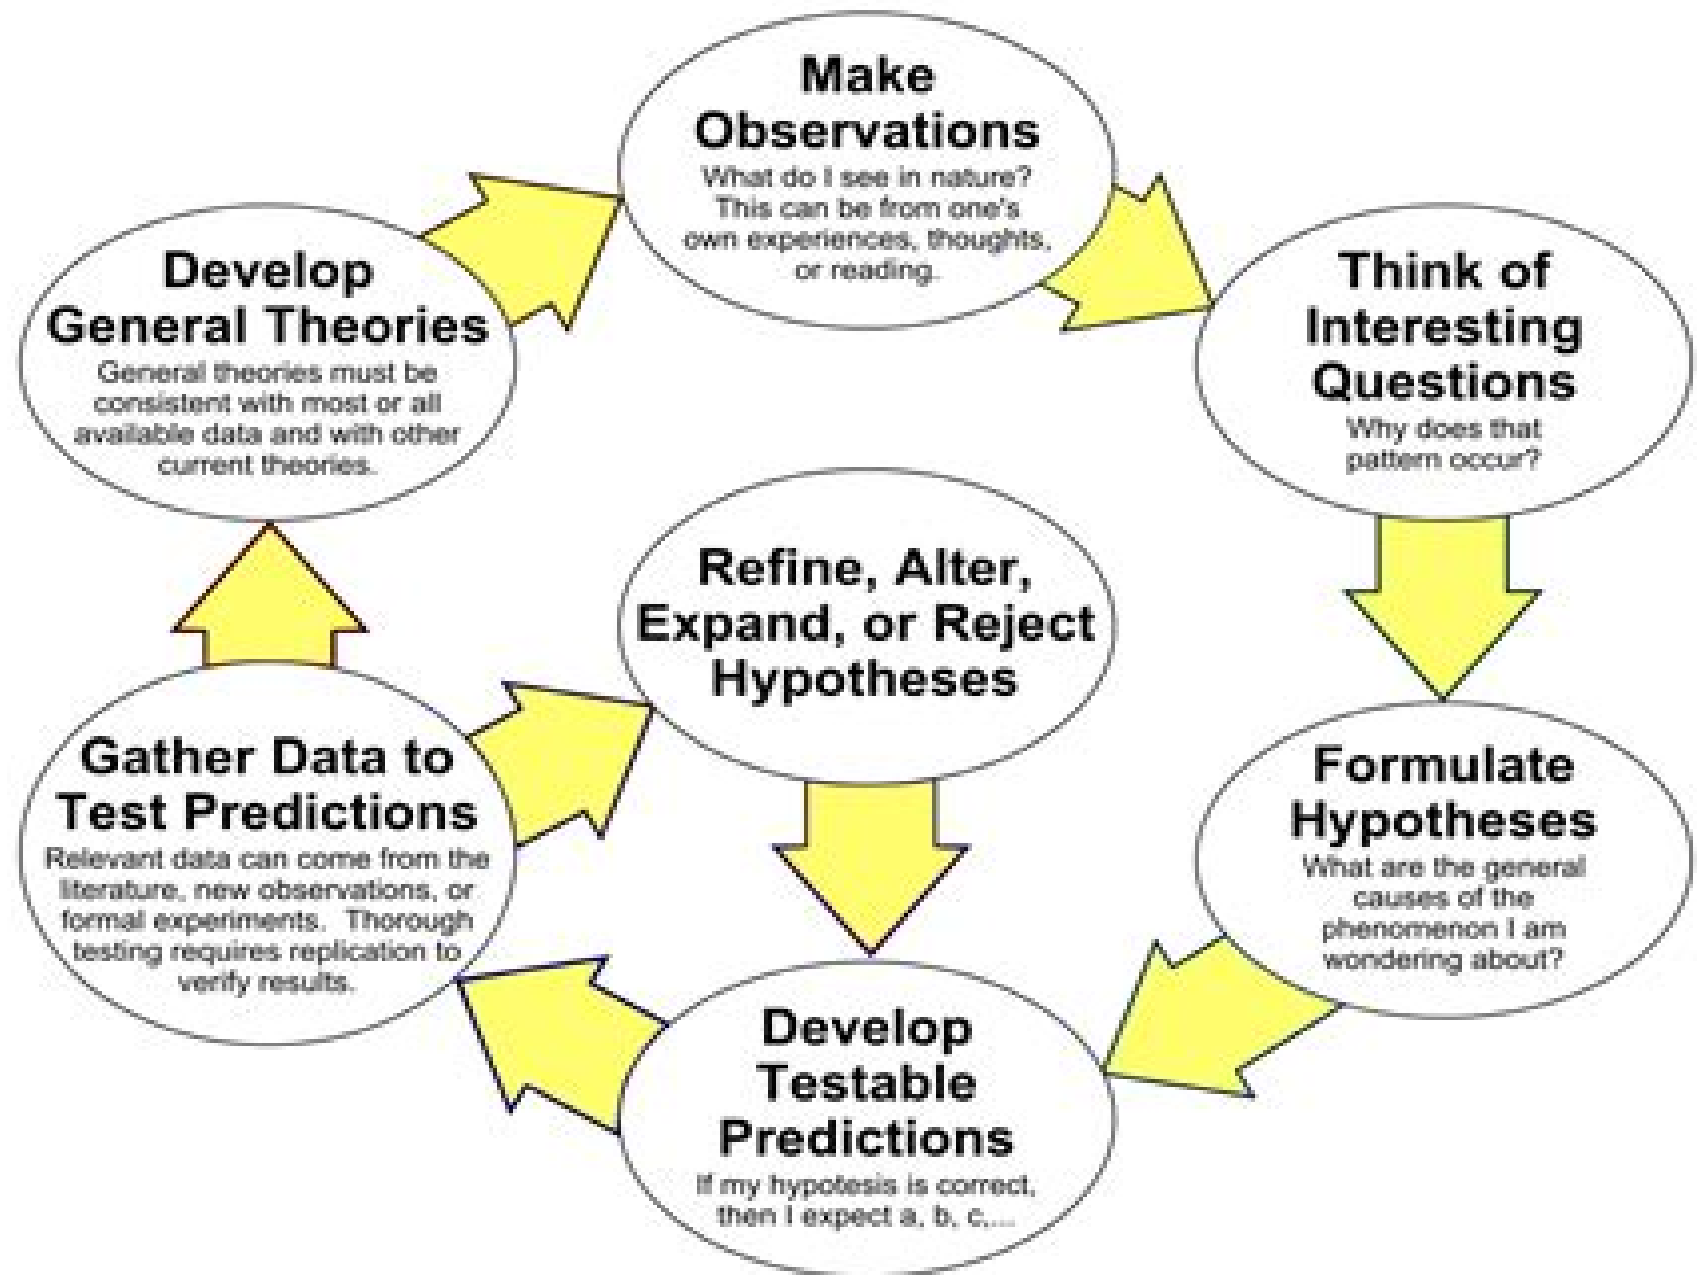 Make
Observations
What do I see in nature?
This can be from one's
own experiences, thoughts,
or reading.
Think of
Interesting
Questions
Why does that
pattern occur?
Formulate
Hypotheses
What are the general
causes of the
phenomenon I am
wondering about?
Develop
Testable
Predictions
If my hypotesis is correct,
then I expect a, b, c,...
Gather Data to
Test Predictions
Relevant data can come from the
literature, new observations, or
formal experiments. Thorough
testing requires replication to
verify results.
Refine, Alter,
Expand, or Reject
Hypotheses
Develop
General Theories
General theories must be
consistent with most or all
available data and with other
current theories.